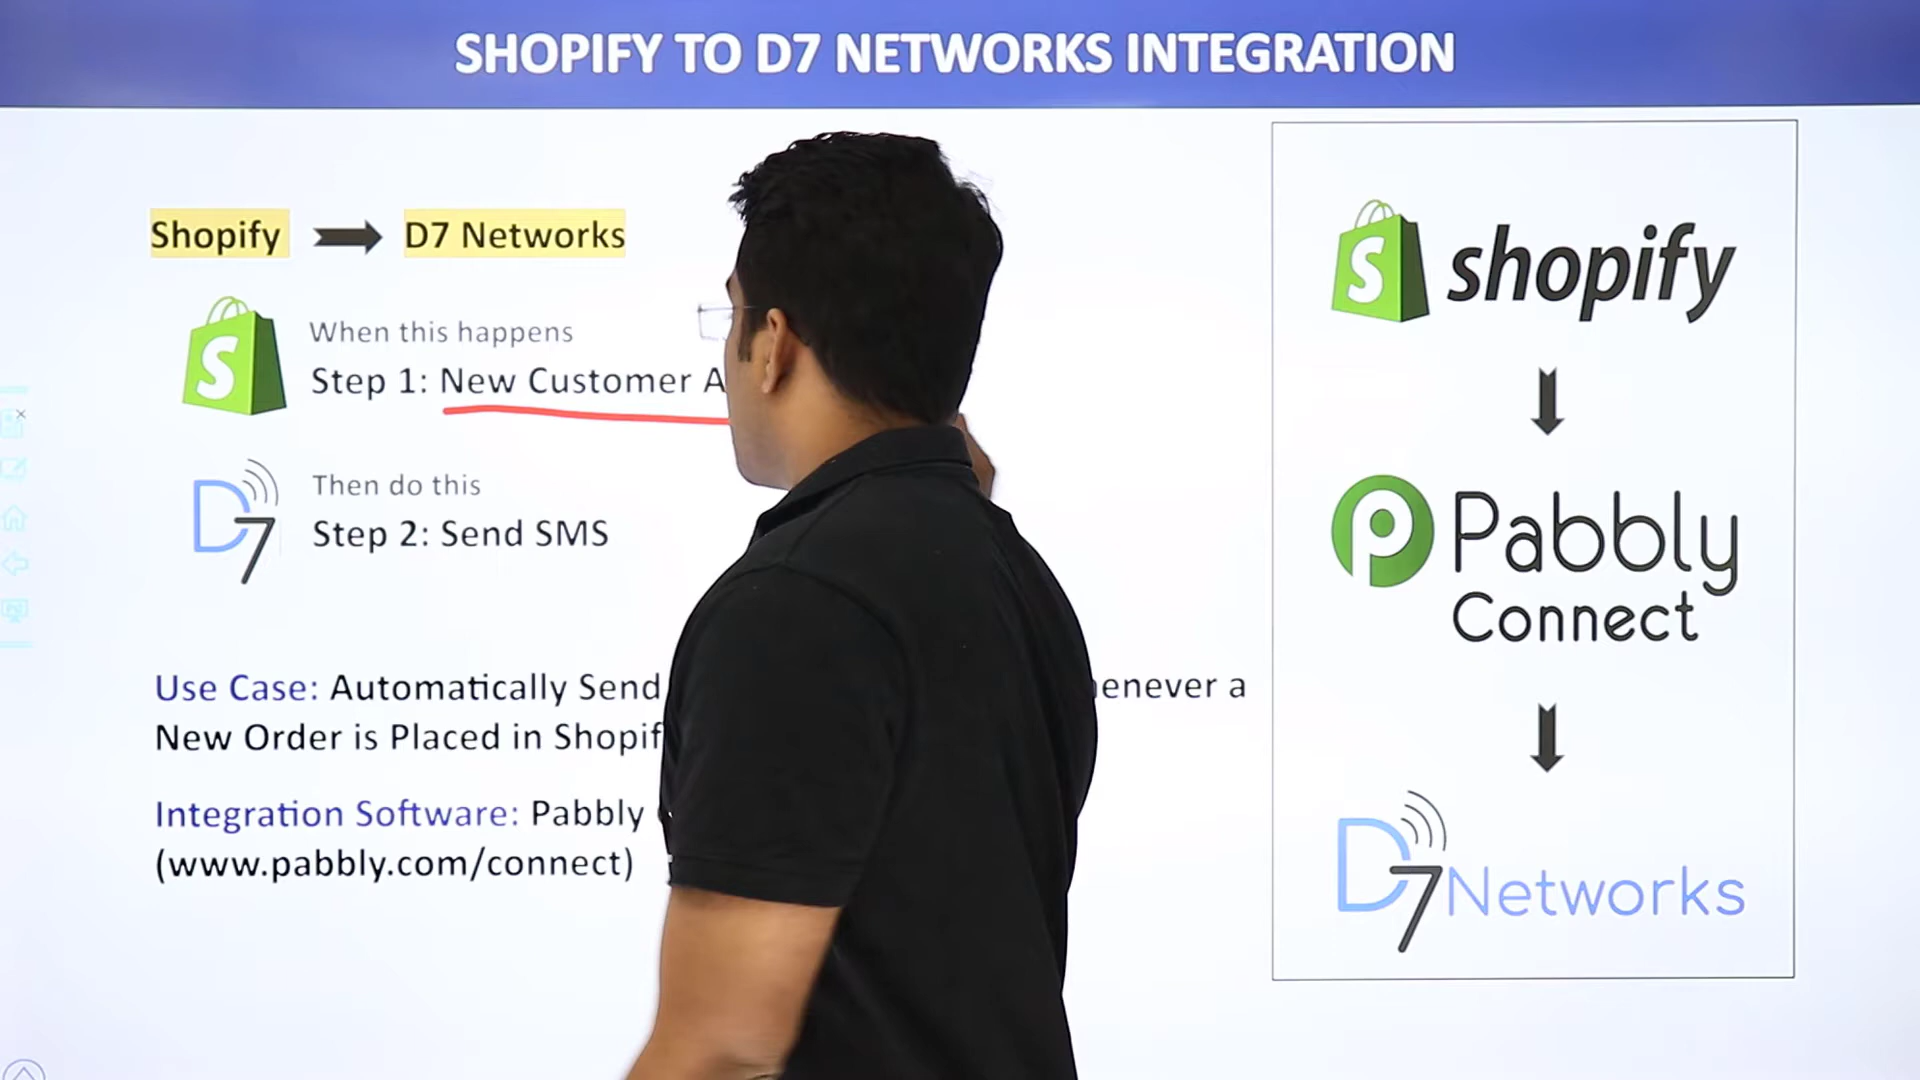 SHOPIFY TO D7 NETWORKS INTEGRATION
Shopify D7 Networks
When this happens
Step 1: New Customer
Then do this
Step 2: Send SMS
Use Case: Automatically Send a
New Order is Placed in
Integration Software: Pabbly
(www.pabbly.com/connect)
S shopify
Pabbly
Connect
D7 Networks
S
D7